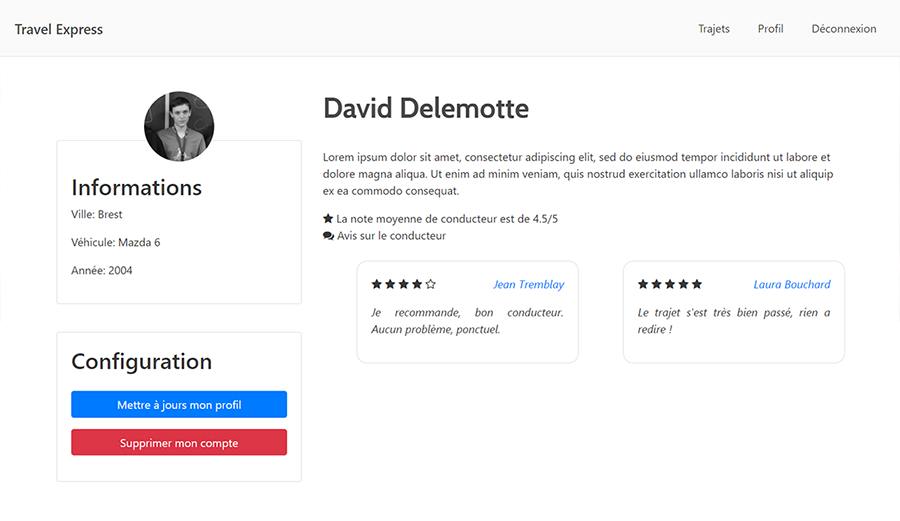 Travel Express
Trajets Profil Déconnexion
David Delemotte
Lorem ipsum dolor sit amet, consectetur adipiscing elit, sed do eiusmod tempor incididunt ut labore et
dolore magna aliqua. Ut enim ad minim veniam, quis nostrud exercitation ullamco laboris nisi ut aliquip
ex ea commodo consequat.
La note moyenne de conducteur est de 4.5/5
Avis sur le conducteur
Jean Tremblay
Je recommande, bon conducteur.
Aucun problème, ponctuel.
Laura Bouchard
Le trajet s'est très bien passé, rien a
redire !
Informations
Ville: Brest
Véhicule: Mazda 6
Année: 2004
Configuration
Mettre à jours mon profil
Supprimer mon compte